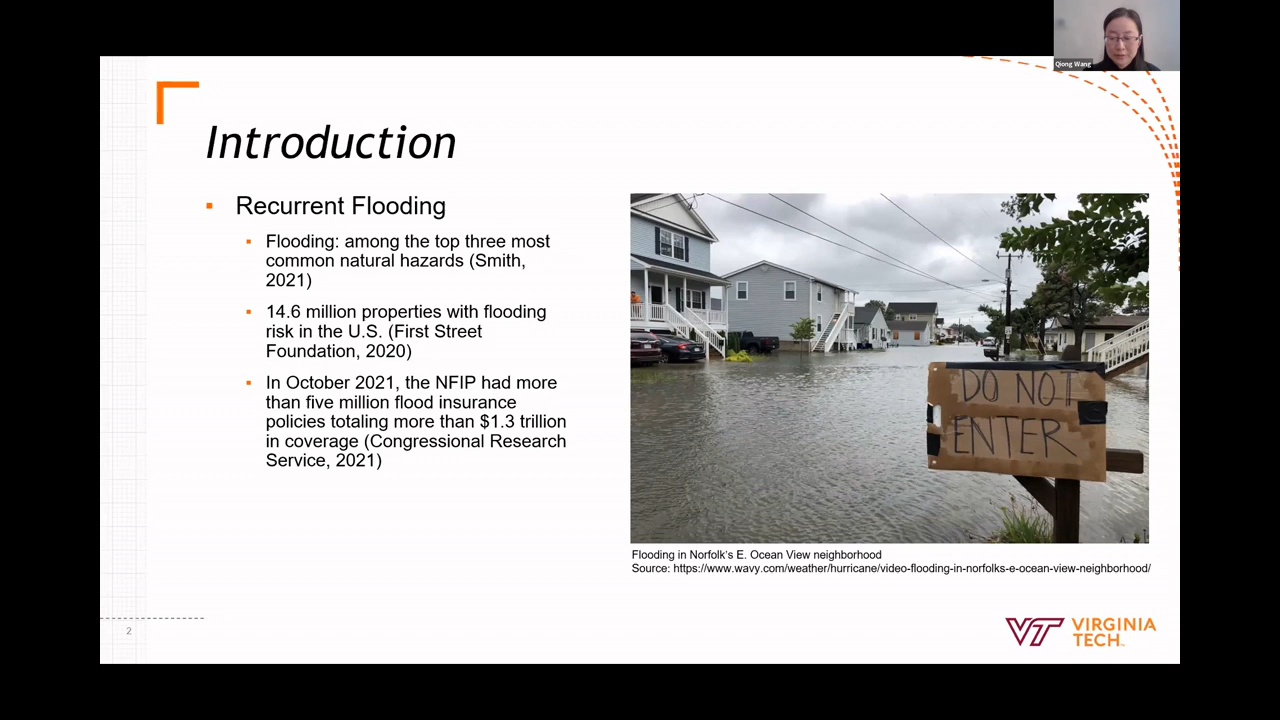 Qiong Wang
Introduction
Recurrent Flooding
Flooding: among the top three most
common natural hazards (Smith,
2021)
14.6 million properties with flooding
risk in the U.S. (First Street
Foundation, 2020)
In October 2021, the NFIP had more
than five million flood insurance
policies totaling more than $1.3 trillion
in coverage (Congressional Research
Service, 2021)
DO NOT
ENTER
Flooding in Norfolk's E. Ocean View neighborhood
Source: https://www.wavy.com/weather/hurricane/video-flooding-in-norfolks-e-ocean-view-neighborhood/
2
VT VIRGINIA
TECH™